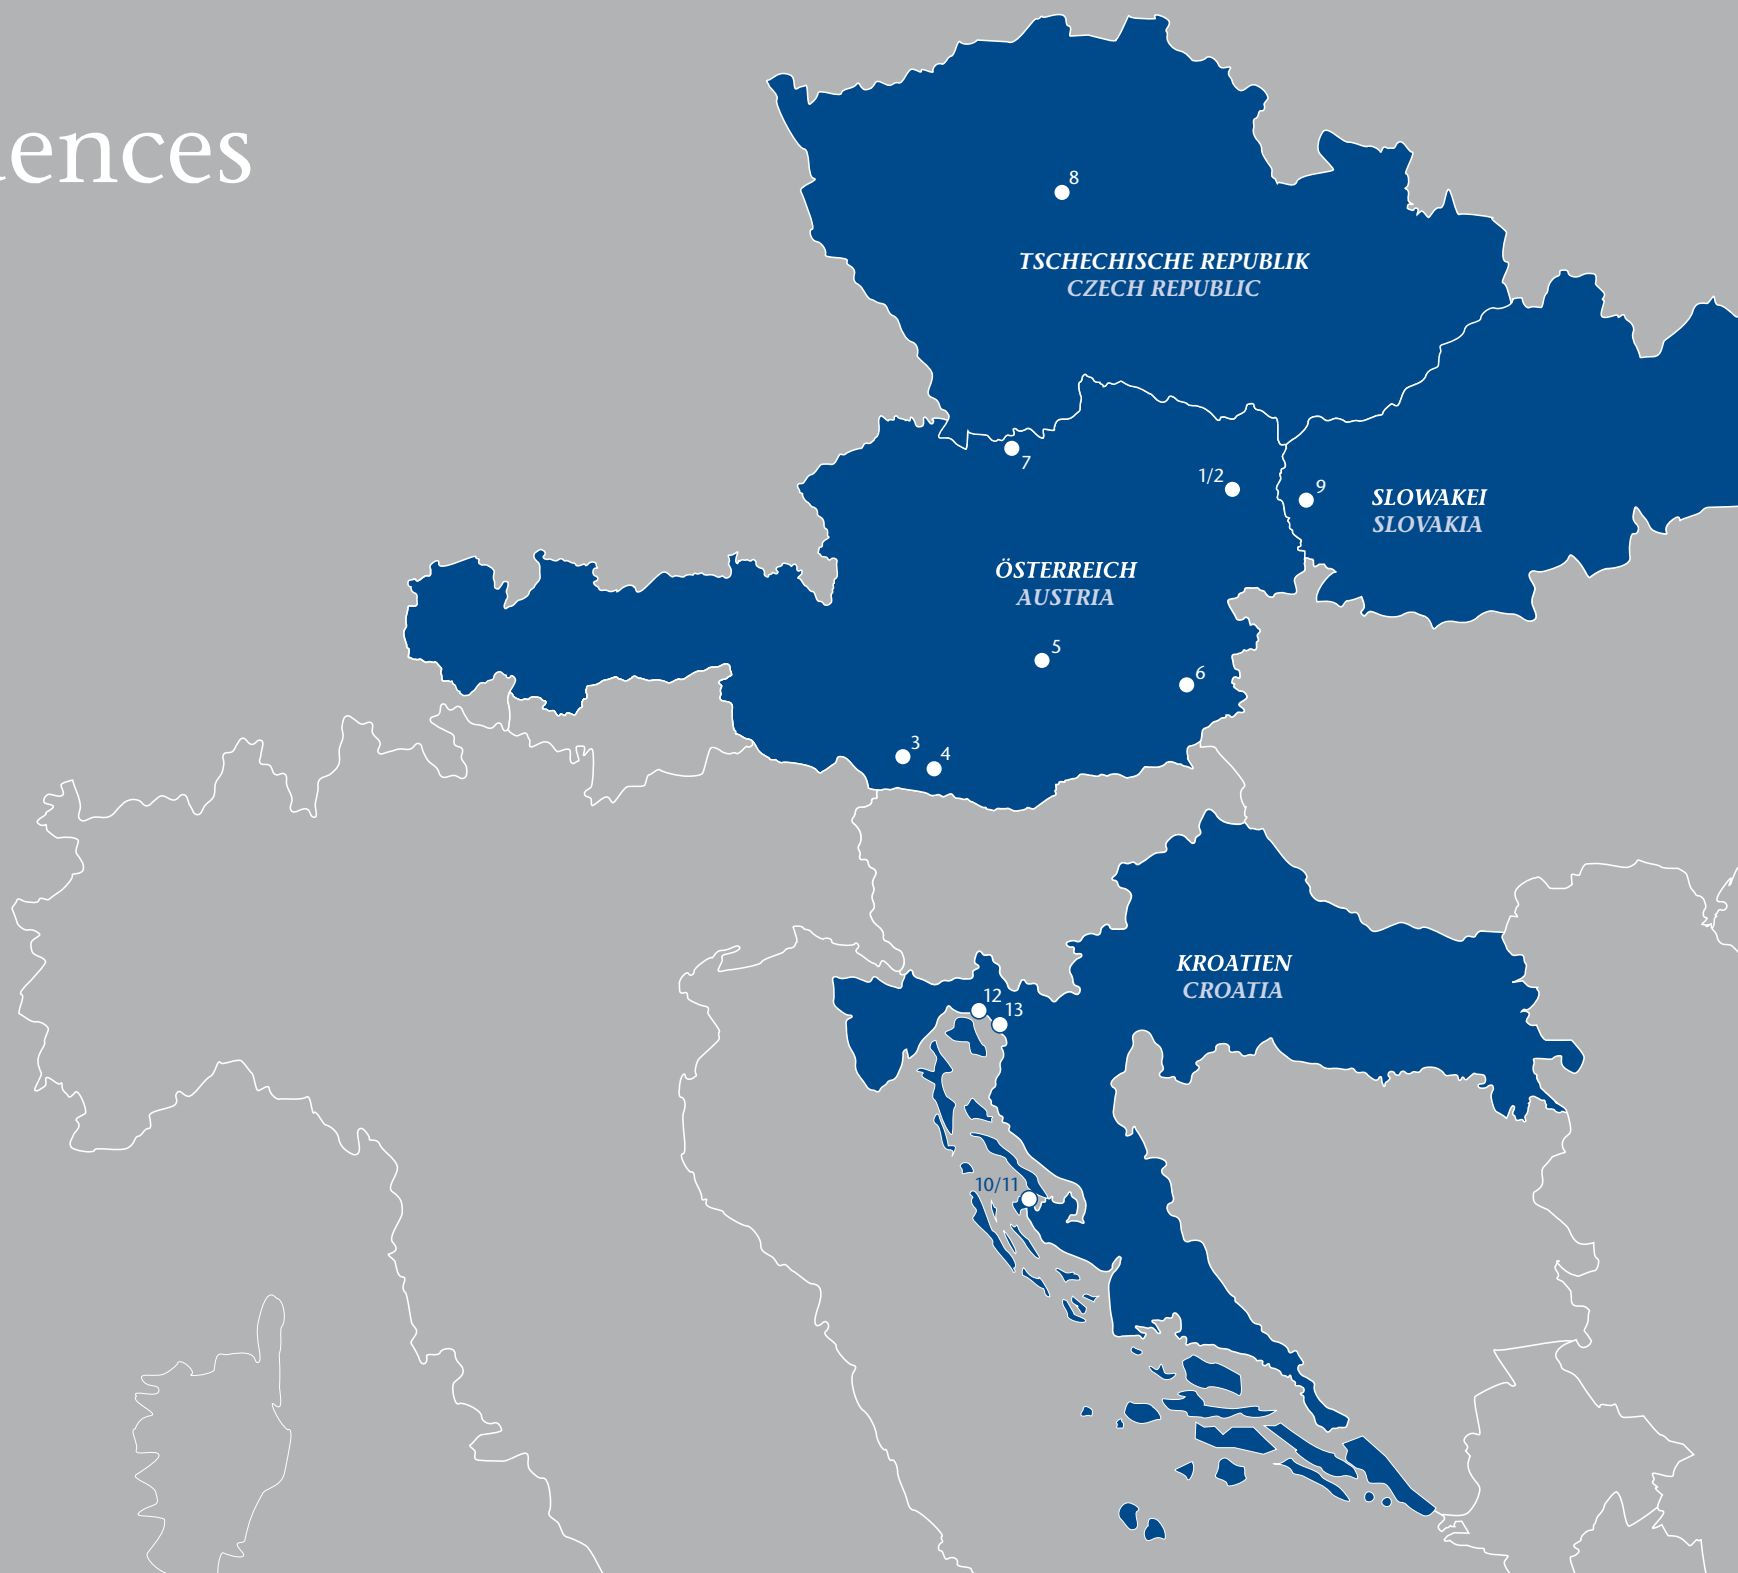 ences
8
TSCHECHISCHE REPUBLIK
CZECH REPUBLIC
7
1/2
9
SLOWAKEI
SLOVAKIA
ÖSTERREICH
AUSTRIA
5
6
3
4
KROATIEN
CROATIA
12
13
10/11